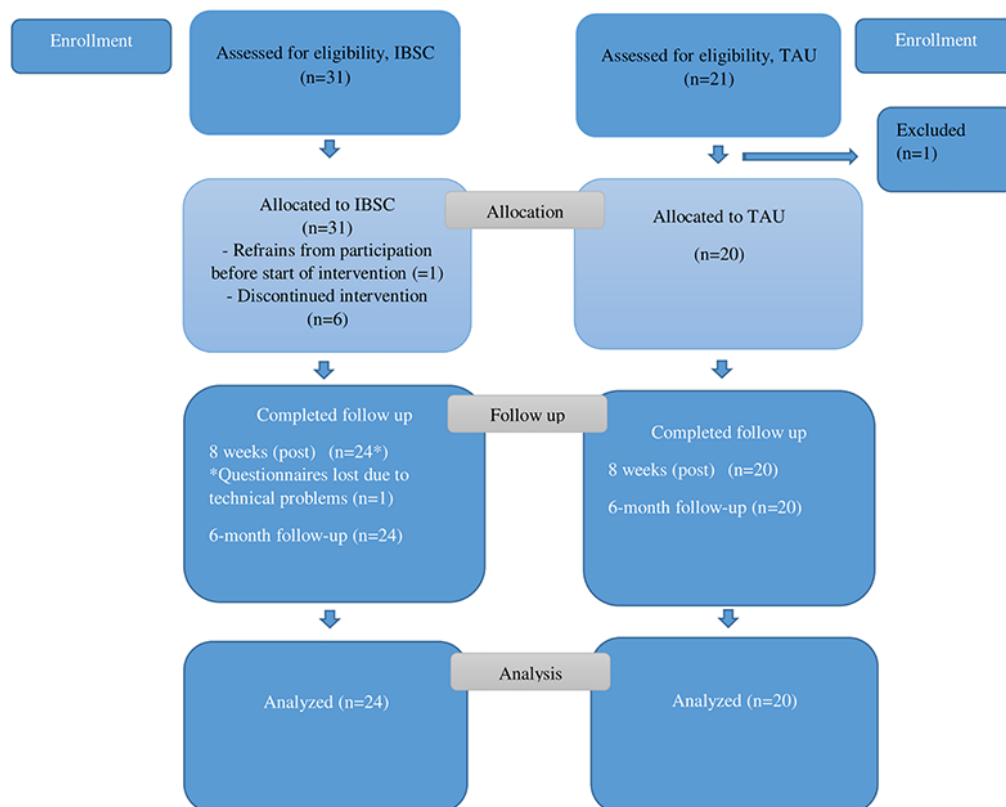 Enrollment
Assessed for eligibility, IBSC
(n=31)
Assessed for eligibility, TAU
(n=21)
Enrollment
Excluded
(n=1)
Allocated to IBSC
(n=31)
- Refrains from participation
before start of intervention (=1)
- Discontinued intervention
(n=6)
Allocation
Allocated to TAU
(n=20)
Completed follow up
8 weeks (post) (n=24*)
*Questionnaires lost due to
technical problems (n=1)
6-month follow-up (n=24)
Follow up
Completed follow up
8 weeks (post) (n=20)
6-month follow-up (n=20)
Analysis
Analyzed (n=24)
Analyzed (n=20)